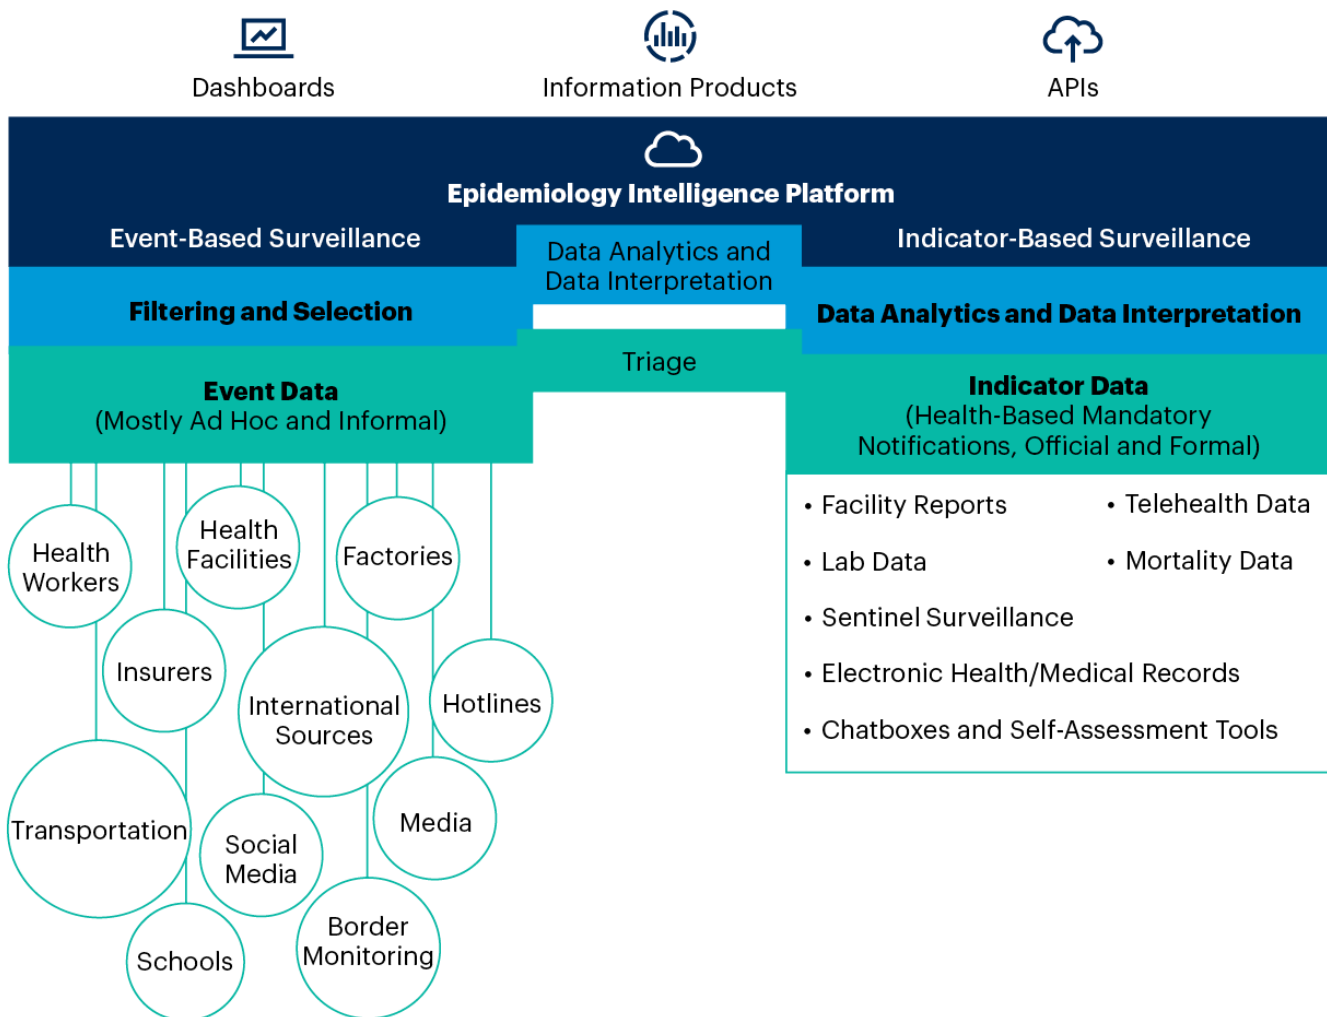 Dashboards
Information Products
APIs
Epidemiology Intelligence Platform
Event-Based Surveillance
Data Analytics and
Data Interpretation
Indicator-Based Surveillance
Filtering and Selection
Data Analytics and Data Interpretation
Triage
Event Data
(Mostly Ad Hoc and Informal)
Indicator Data
(Health-Based Mandatory
Notifications, Official and Formal)
Health
Workers
Health
Facilities
Factories
Insurers
International
Sources
Hotlines
Transportation
Social
Media
Media
Schools
Border
Monitoring
• Facility Reports
• Telehealth Data
• Lab Data
• Mortality Data
• Sentinel Surveillance
• Electronic Health/Medical Records
• Chatboxes and Self-Assessment Tools